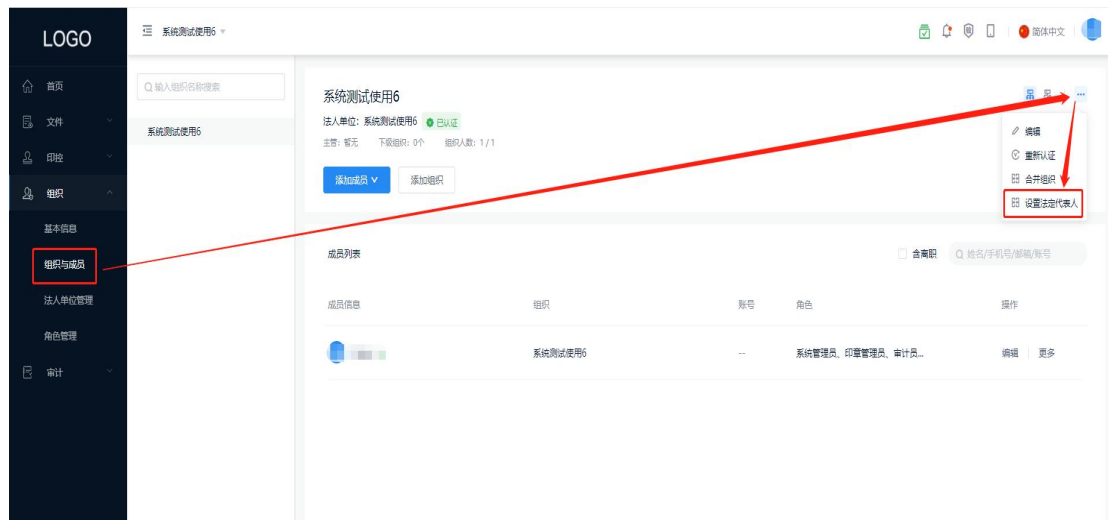 LOGO
系统测试使用6
简体中文
首页
文件
印控
组织
基本信息
组织与成员
法人单位管理
角色管理
审计
输入组织名称搜索
系统测试使用6
系统测试使用6
法人单位: 系统测试使用6 已认证
主管: 暂无 下级组织: 0个 组织人数: 1 / 1
添加成员 添加组织
编辑
重新认证
合并组织
设置法定代表人
成员列表
含离职 姓名/手机号/邮箱/账号
成员信息 组织 账号 角色 操作
系统测试使用6 -- 系统管理员、印章管理员、审计员... 编辑 更多